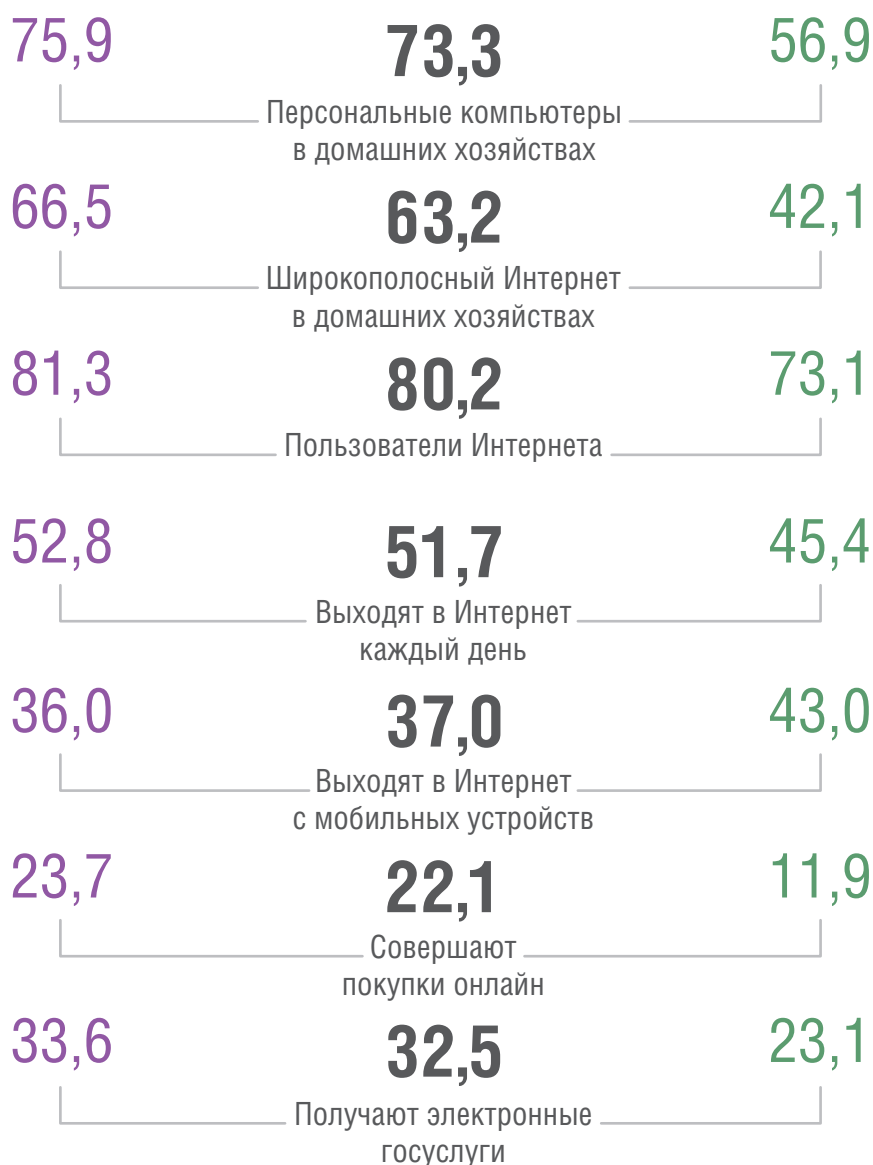 75,9 73,3 56,9
Персональные компьютеры
в домашних хозяйствах
66,5 63,2 42,1
Широкополосный Интернет
в домашних хозяйствах
81,3 80,2 73,1
Пользователи Интернета
52,8 51,7 45,4
Выходят в Интернет
каждый день
36,0 37,0 43,0
Выходят в Интернет
с мобильных устройств
23,7 22,1 11,9
Совершают
покупки онлайн
33,6 32,5 23,1
Получают электронные
госуслуги